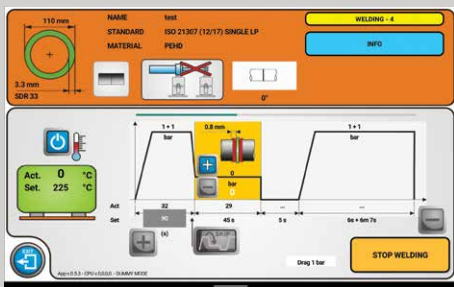 110 mm
3.3 mm
SDR 33
NAME test
STANDARD ISO 21307 (12/17) SINGLE LP
MATERIAL PEHD
0°
WELDING - 4
INFO
1 + 1
bar
0.8 mm
0
bar
0
1 + 1
bar
Act. 0 °C
Set. 225 °C
Act 32 29 ... ...
Set 90 45 s 5 s 6s + 6m 7s
(s)
Drag 1 bar
STOP WELDING
EXIT
App v 0.5.3 - CPU v.0.0.0.0 - DUMMY MODE